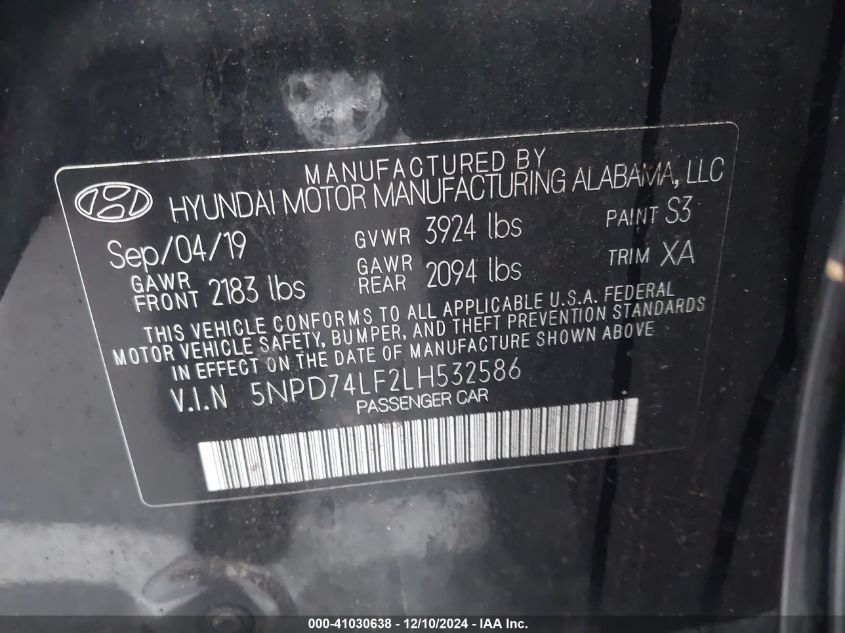 MANUFACTURED BY
HYUNDAI MOTOR MANUFACTURING ALABAMA, LLC
Sep/04/19 GVWR 3924 lbs PAINT S3
GAWR FRONT 2183 lbs GAWR REAR 2094 lbs TRIM XA
THIS VEHICLE CONFORMS TO ALL APPLICABLE U.S.A. FEDERAL
MOTOR VEHICLE SAFETY, BUMPER, AND THEFT PREVENTION STANDARDS
IN EFFECT ON THE DATE OF MANUFACTURE SHOWN ABOVE
V.I.N 5NPD74LF2LH532586
PASSENGER CAR
000-41030638 - 12/10/2024 - IAA Inc.